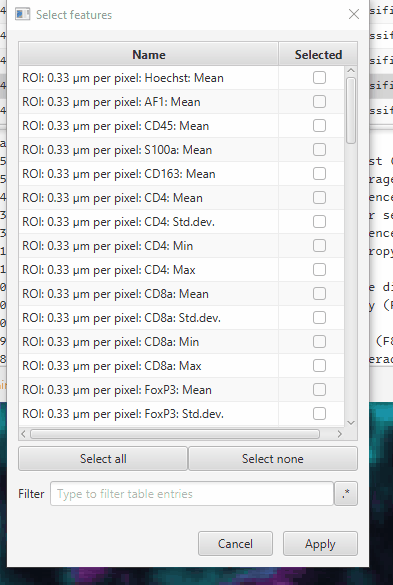 Select features
Name Selected
ROI: 0.33 µm per pixel: Hoechst: Mean
ROI: 0.33 µm per pixel: AF1: Mean
ROI: 0.33 µm per pixel: CD45: Mean
ROI: 0.33 µm per pixel: S100a: Mean
ROI: 0.33 µm per pixel: CD163: Mean
ROI: 0.33 µm per pixel: CD4: Mean
ROI: 0.33 µm per pixel: CD4: Std.dev.
ROI: 0.33 µm per pixel: CD4: Min
ROI: 0.33 µm per pixel: CD4: Max
ROI: 0.33 µm per pixel: CD8a: Mean
ROI: 0.33 µm per pixel: CD8a: Std.dev.
ROI: 0.33 µm per pixel: CD8a: Min
ROI: 0.33 µm per pixel: CD8a: Max
ROI: 0.33 µm per pixel: FoxP3: Mean
ROI: 0.33 µm per pixel: FoxP3: Std.dev.
Select all Select none
Filter Type to filter table entries .*
Cancel Apply